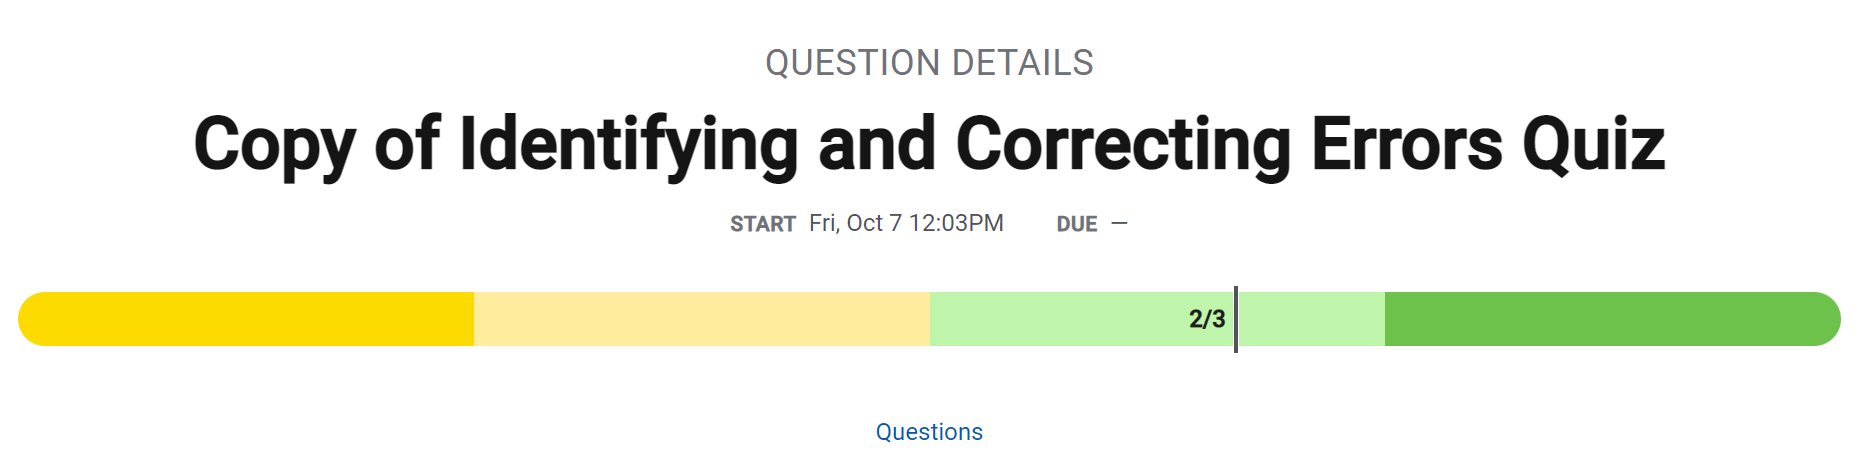 QUESTION DETAILS
Copy of Identifying and Correcting Errors Quiz
START Fri, Oct 7 12:03PM DUE —
2/3
Questions